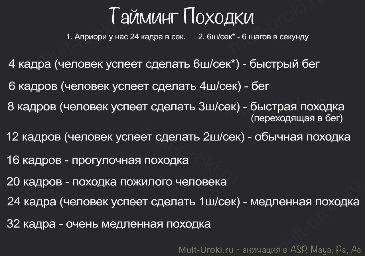 Тайминг Походки
1. Априори у нас 24 кадра в сек. 2. 6ш/сек* - 6 шагов в секунду
4 кадра (человек успеет сделать 6ш/сек*) - быстрый бег
6 кадров (человек успеет сделать 4ш/сек) - бег
8 кадров (человек успеет сделать 3ш/сек) - быстрая походка
(переходящая в бег)
12 кадров (человек успеет сделать 2ш/сек) - обычная походка
16 кадров - прогулочная походка
20 кадров - походка пожилого человека
24 кадра (человек успеет сделать 1ш/сек) - медленная походка
32 кадра - очень медленная походка
Mult-Uroki.ru - анимация в ASP, Maya, Ps, Ae